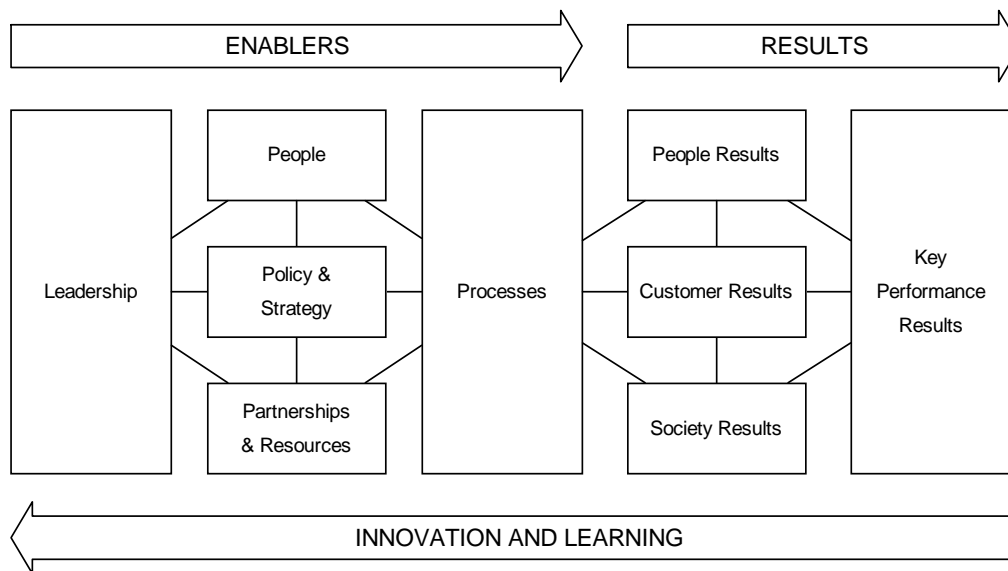 ENABLERS
RESULTS
Leadership
People
Policy &
Strategy
Partnerships
& Resources
Processes
People Results
Customer Results
Society Results
Key
Performance
Results
INNOVATION AND LEARNING